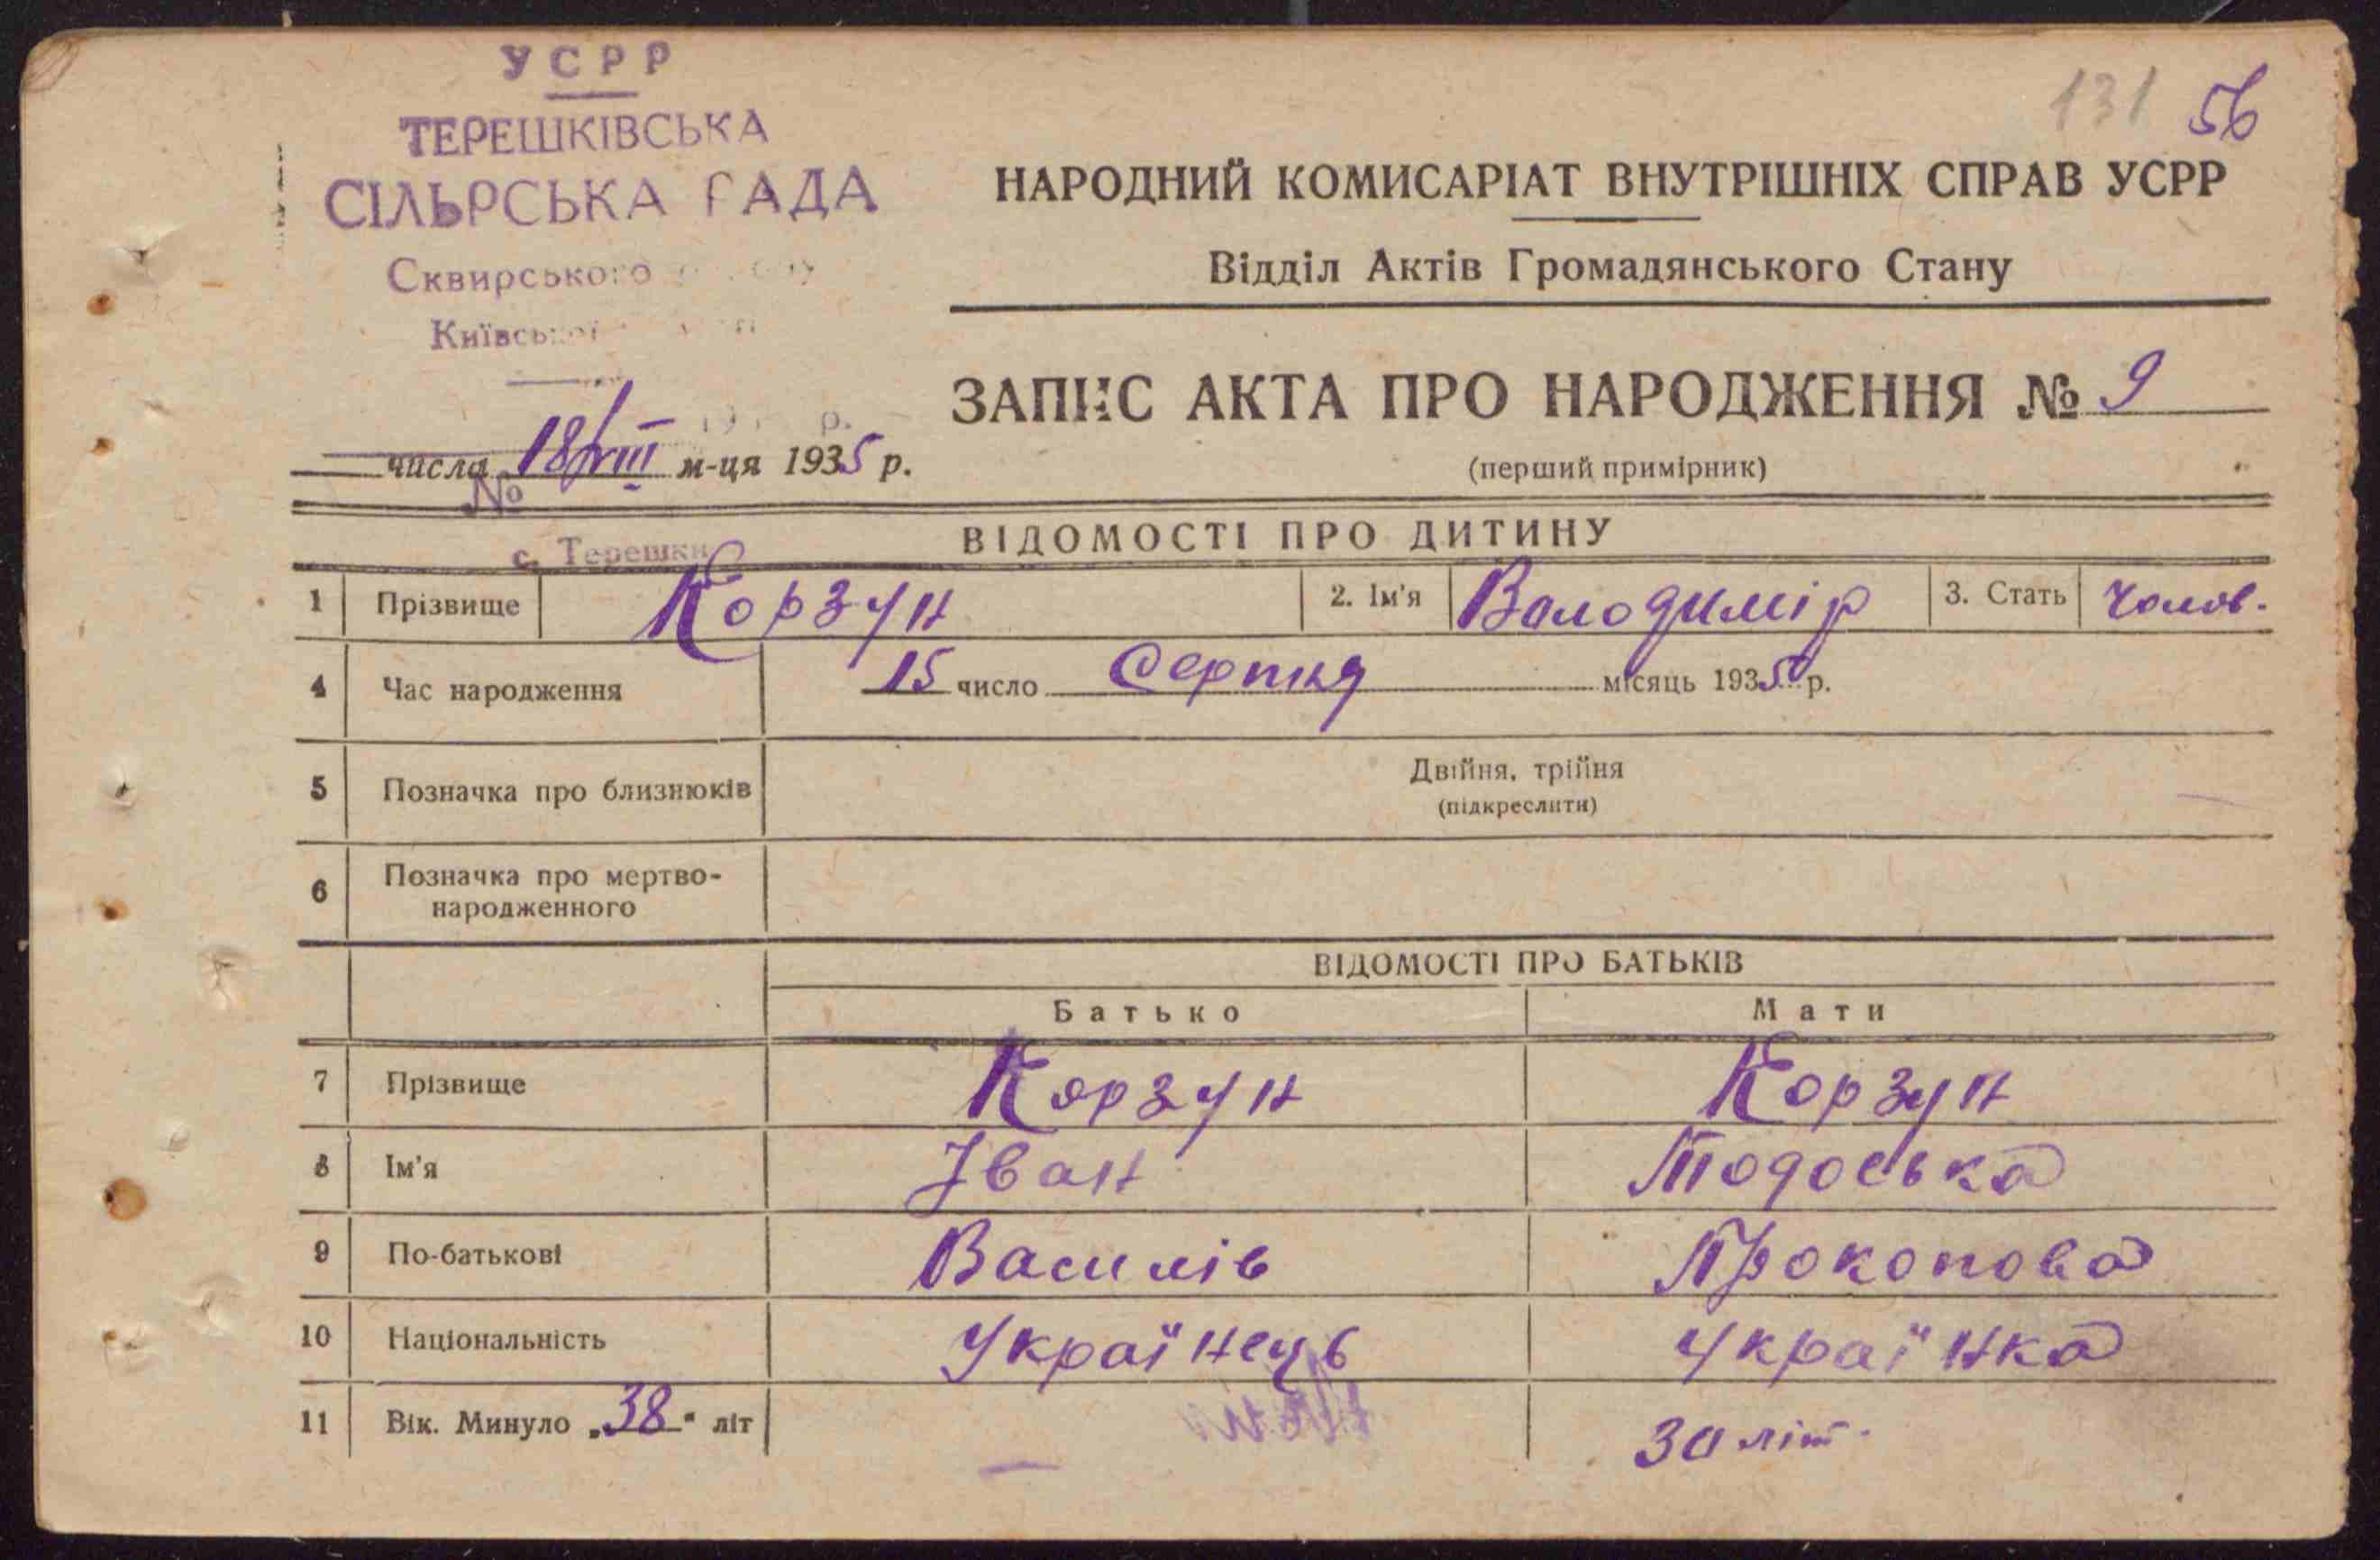 УСРР
ТЕРЕШКІВСЬКА
СІЛЬРСЬКА РАДА
Сквирського
Київської
131 56
НАРОДНИЙ КОМИСАРІАТ ВНУТРІШНІХ СПРАВ УСРР
Відділ Актів Громадянського Стану
ЗАПИС АКТА ПРО НАРОДЖЕННЯ № 9
(перший примірник)
числа 18/VIII м-ця 1935 р.
№
с. Терешки
ВІДОМОСТІ ПРО ДИТИНУ
1 Прізвище Корзун 2. Ім'я Володимір 3. Стать Чолов.
4 Час народження 15 число Серпня місяць 1935 р.
5 Позначка про близнюків Двійня, трійня
(підкреслити)
6 Позначка про мертво-
народженного
ВІДОМОСТІ ПРО БАТЬКІВ
Батько Мати
7 Прізвище Корзун Корзун
8 Ім'я Іван Тодоська
9 По-батькові Василів Прокопова
10 Національність Українець Українка
11 Вік. Минуло „38" літ 30 літ.